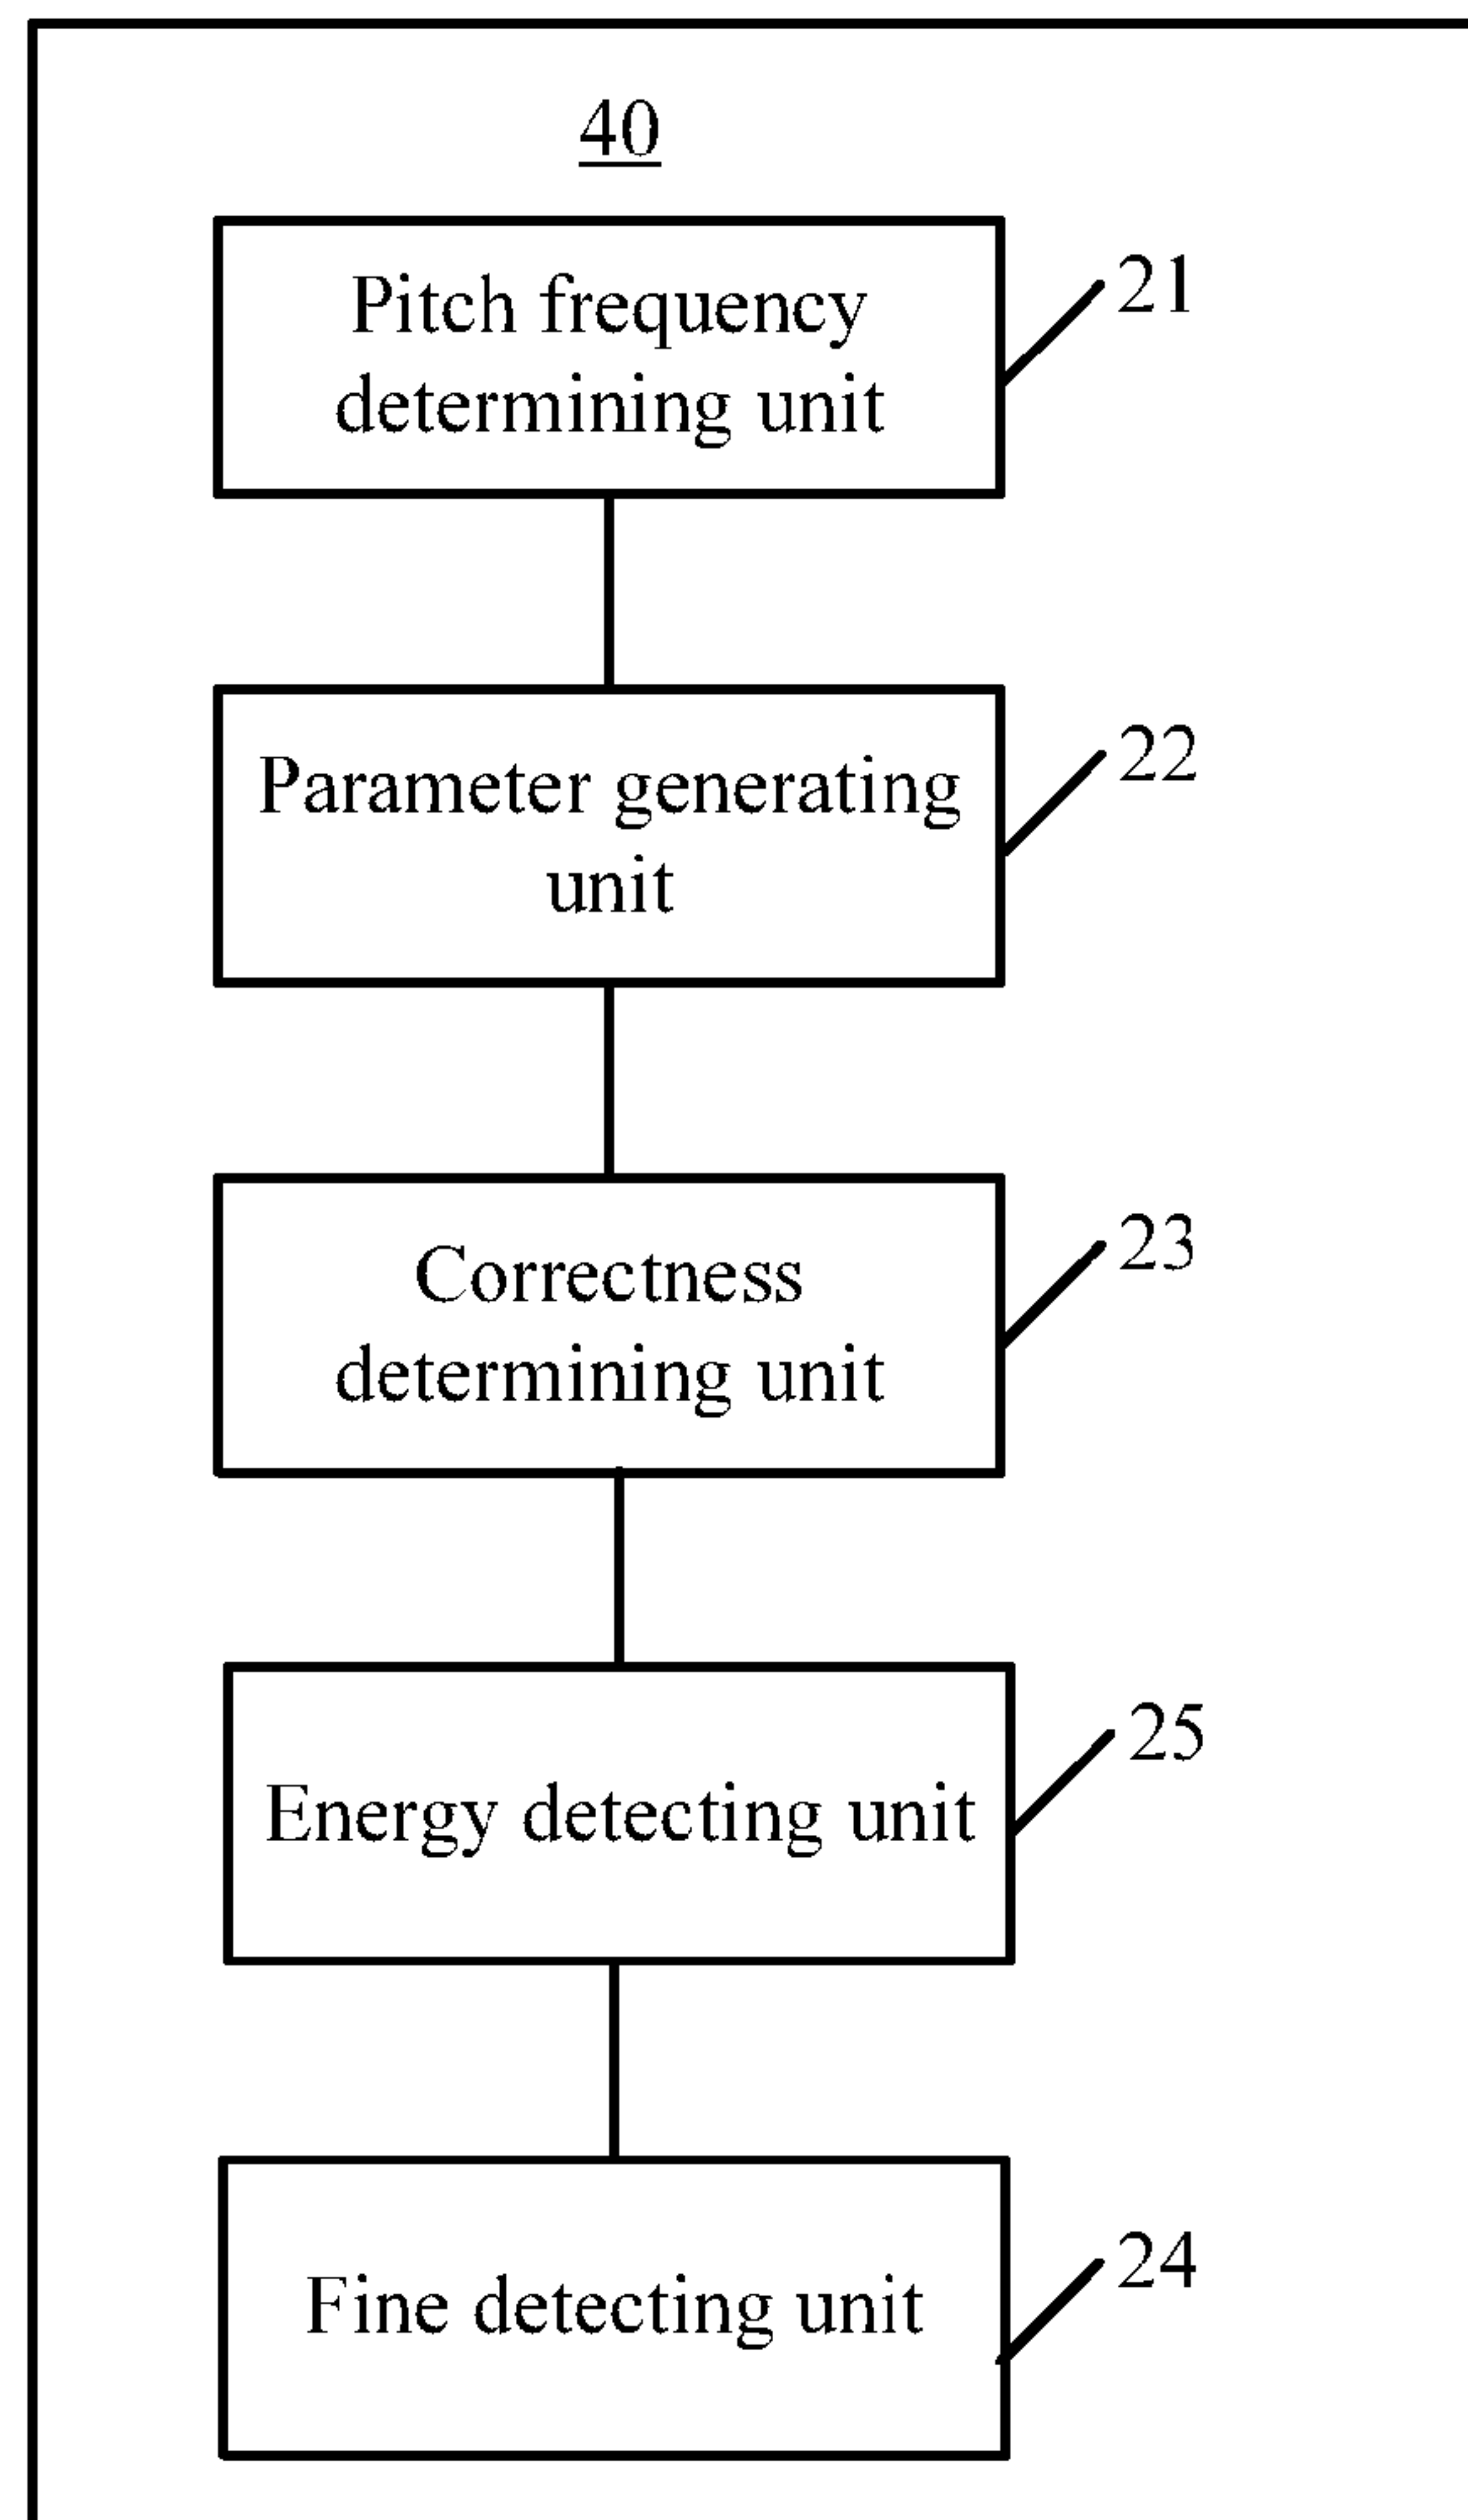 40
Pitch frequency
determining unit
21
Parameter generating
unit
22
Correctness
determining unit
23
Energy detecting unit
25
Fine detecting unit
24